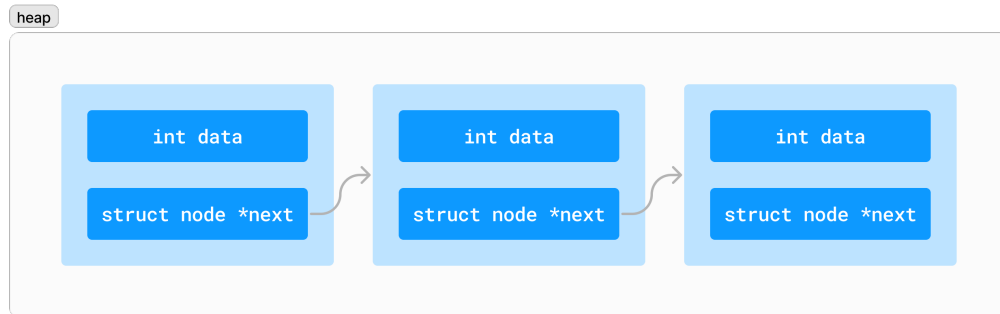 heap
int data
struct node *next
int data
struct node *next
int data
struct node *next